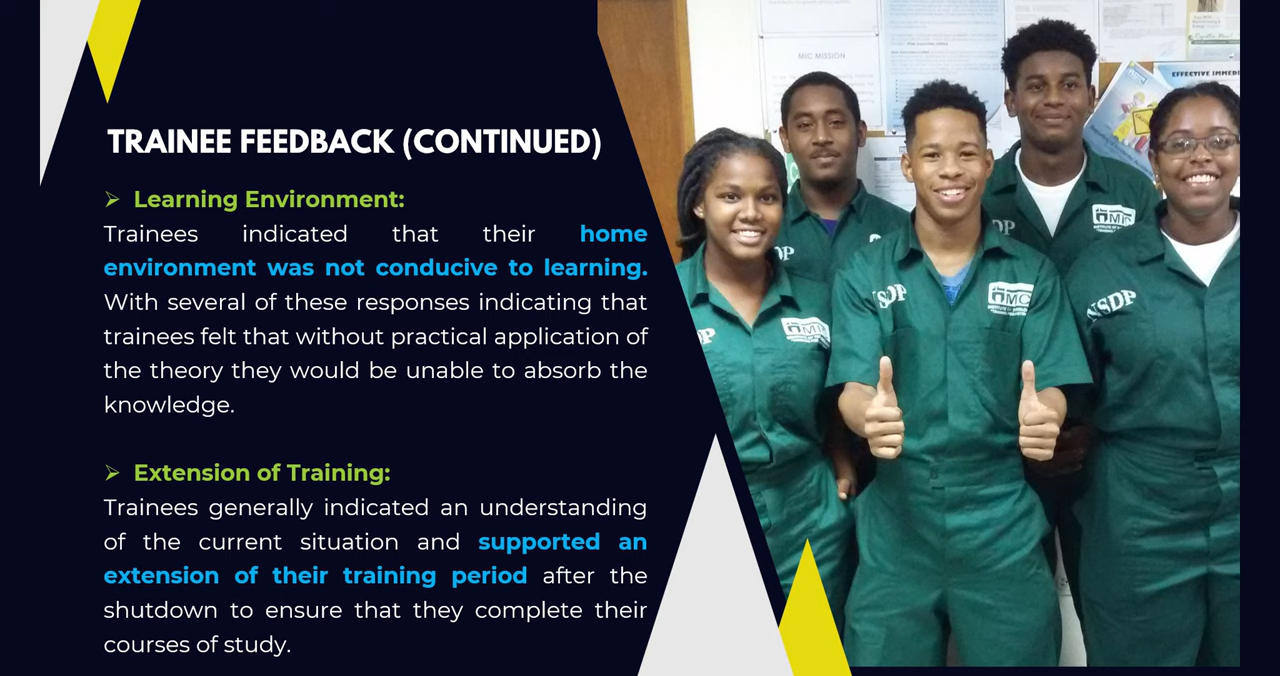 TRAINEE FEEDBACK (CONTINUED)
➢ Learning Environment:
Trainees indicated that their home
environment was not conducive to learning.
With several of these responses indicating that
trainees felt that without practical application of
the theory they would be unable to absorb the
knowledge.
➢ Extension of Training:
Trainees generally indicated an understanding
of the current situation and supported an
extension of their training period after the
shutdown to ensure that they complete their
courses of study.
MIC MISSION
EFFECTIVE IMMEDI
MIC
NSDP
MIC